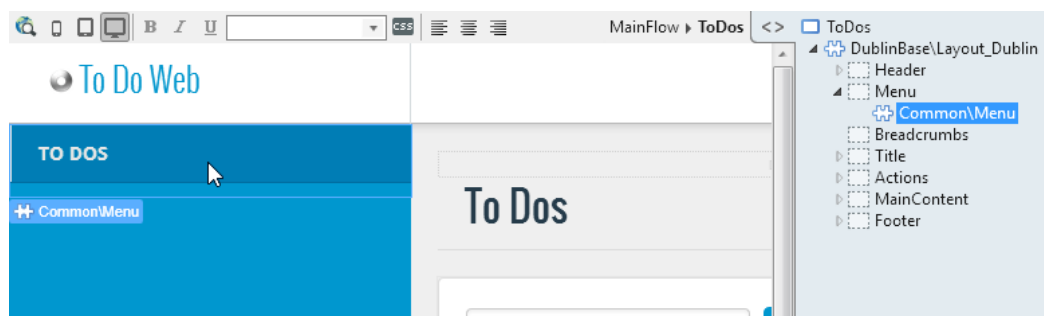 B I U css MainFlow ▸ ToDos <> ToDos
DublinBase\Layout_Dublin
Header
Menu
Common\Menu
Breadcrumbs
Title
Actions
MainContent
Footer
To Do Web
TO DOS
Common\Menu
To Dos